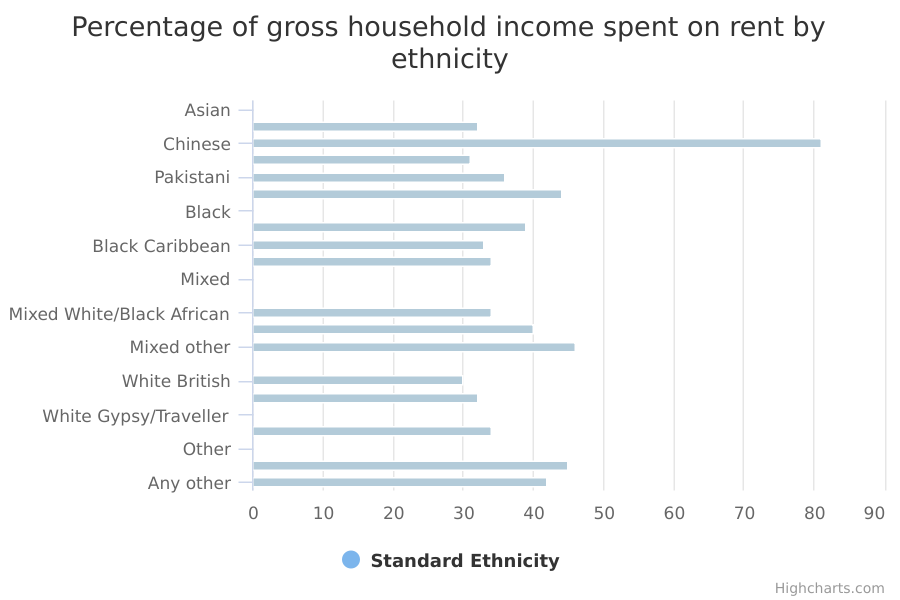 Percentage of gross household income spent on rent by
ethnicity
Asian
Chinese
Pakistani
Black
Black Caribbean
Mixed
Mixed White/Black African
Mixed other
White British
White Gypsy/Traveller
Other
Any other
0 10 20 30 40 50 60 70 80 90
Standard Ethnicity
Highcharts.com